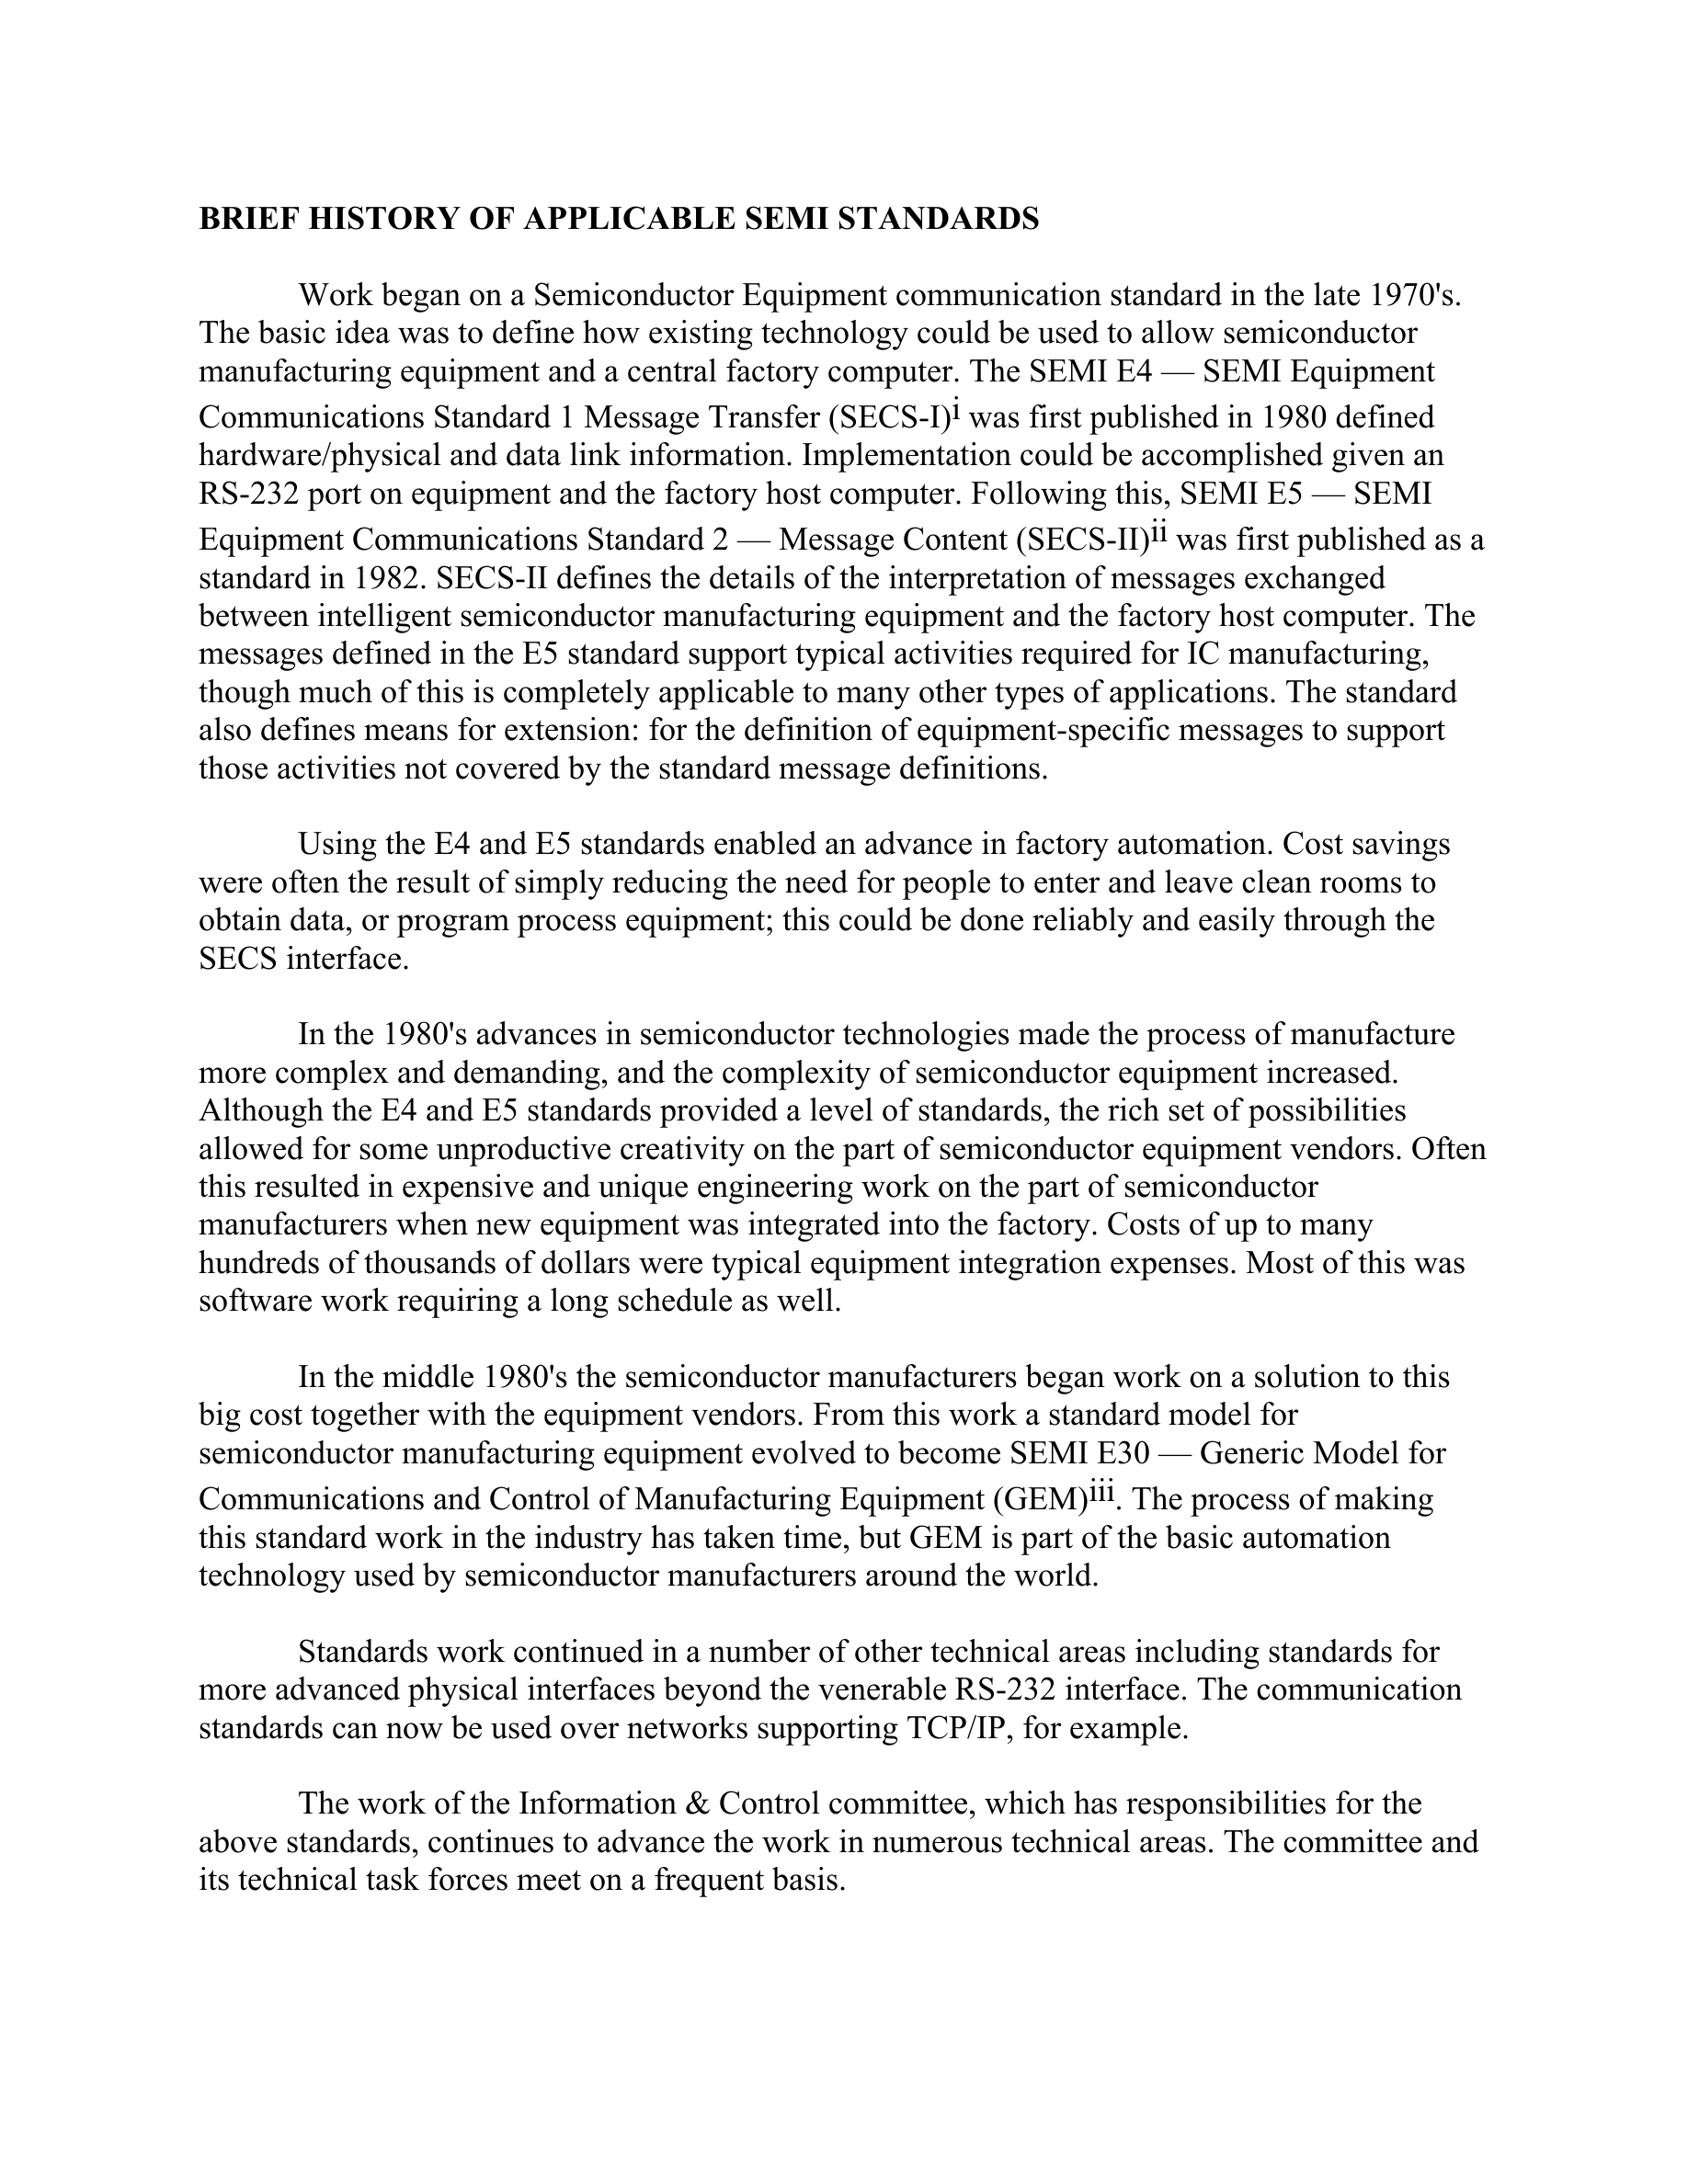 BRIEF HISTORY OF APPLICABLE SEMI STANDARDS
Work began on a Semiconductor Equipment communication standard in the late 1970's.
The basic idea was to define how existing technology could be used to allow semiconductor
manufacturing equipment and a central factory computer. The SEMI E4 — SEMI Equipment
Communications Standard 1 Message Transfer (SECS-I)i was first published in 1980 defined
hardware/physical and data link information. Implementation could be accomplished given an
RS-232 port on equipment and the factory host computer. Following this, SEMI E5 — SEMI
Equipment Communications Standard 2 — Message Content (SECS-II)ii was first published as a
standard in 1982. SECS-II defines the details of the interpretation of messages exchanged
between intelligent semiconductor manufacturing equipment and the factory host computer. The
messages defined in the E5 standard support typical activities required for IC manufacturing,
though much of this is completely applicable to many other types of applications. The standard
also defines means for extension: for the definition of equipment-specific messages to support
those activities not covered by the standard message definitions.
Using the E4 and E5 standards enabled an advance in factory automation. Cost savings
were often the result of simply reducing the need for people to enter and leave clean rooms to
obtain data, or program process equipment; this could be done reliably and easily through the
SECS interface.
In the 1980's advances in semiconductor technologies made the process of manufacture
more complex and demanding, and the complexity of semiconductor equipment increased.
Although the E4 and E5 standards provided a level of standards, the rich set of possibilities
allowed for some unproductive creativity on the part of semiconductor equipment vendors. Often
this resulted in expensive and unique engineering work on the part of semiconductor
manufacturers when new equipment was integrated into the factory. Costs of up to many
hundreds of thousands of dollars were typical equipment integration expenses. Most of this was
software work requiring a long schedule as well.
In the middle 1980's the semiconductor manufacturers began work on a solution to this
big cost together with the equipment vendors. From this work a standard model for
semiconductor manufacturing equipment evolved to become SEMI E30 — Generic Model for
Communications and Control of Manufacturing Equipment (GEM)iii. The process of making
this standard work in the industry has taken time, but GEM is part of the basic automation
technology used by semiconductor manufacturers around the world.
Standards work continued in a number of other technical areas including standards for
more advanced physical interfaces beyond the venerable RS-232 interface. The communication
standards can now be used over networks supporting TCP/IP, for example.
The work of the Information & Control committee, which has responsibilities for the
above standards, continues to advance the work in numerous technical areas. The committee and
its technical task forces meet on a frequent basis.